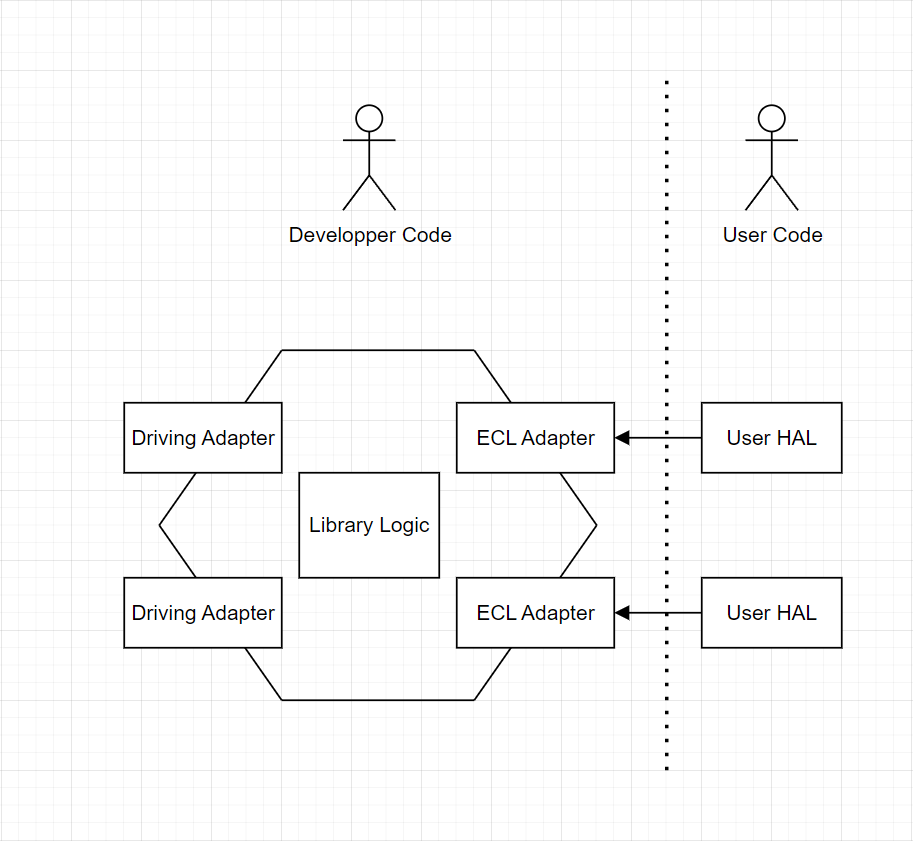 Developper Code
User Code
Driving Adapter
ECL Adapter
User HAL
Library Logic
Driving Adapter
ECL Adapter
User HAL